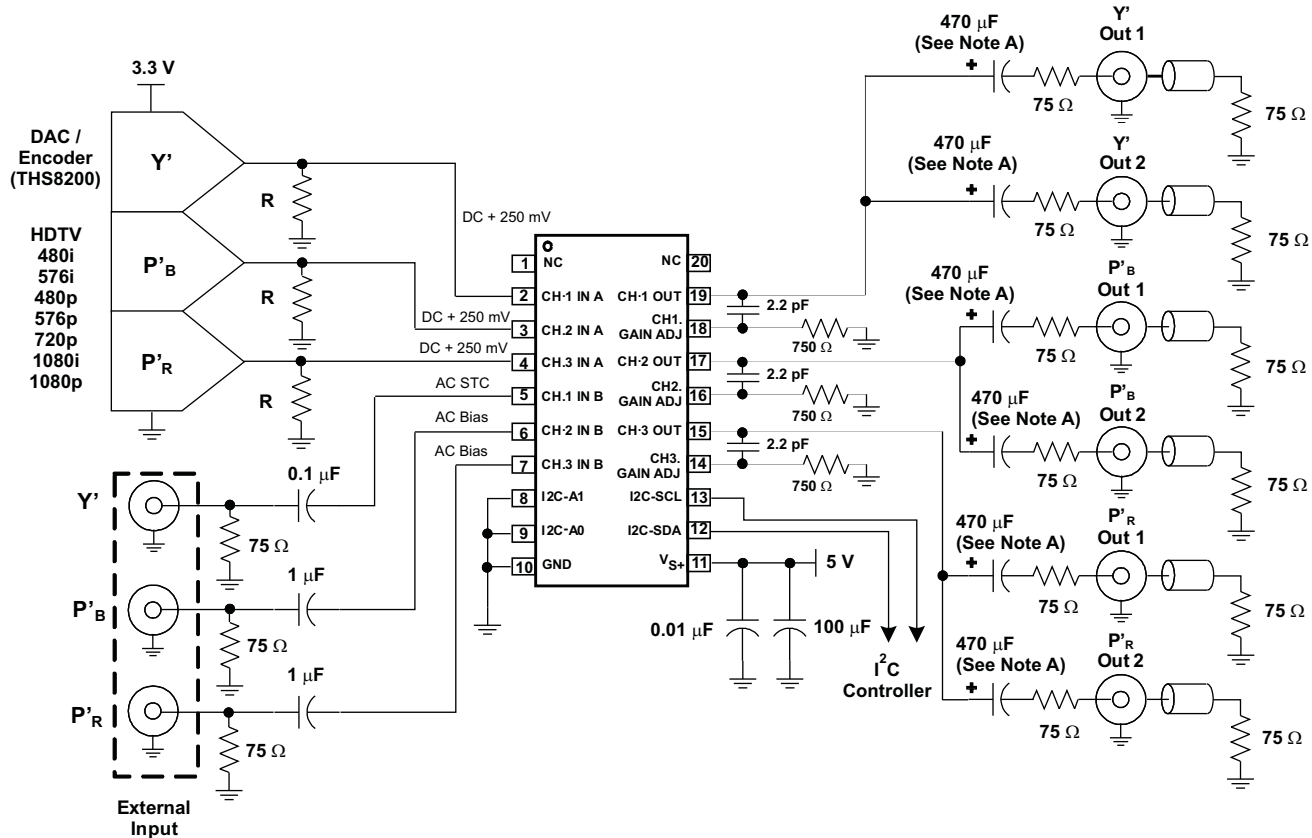 3.3 V
DAC /
Encoder
(THS8200)
HDTV
480i
576i
480p
576p
720p
1080i
1080p
Y'
P'B
P'R
R
R
R
DC + 250 mV
DC + 250 mV
DC + 250 mV
AC STC
AC Bias
AC Bias
Y'
P'B
P'R
75 Ω
75 Ω
75 Ω
0.1 µF
1 µF
1 µF
External
Input
1
NC
2
CH·1 IN A
3
CH.2 IN A
4
CH.3 IN A
5
CH.1 IN B
6
CH·2 IN B
7
CH.3 IN B
8
I2C-A1
9
I2C-A0
10
GND
NC
20
CH·1 OUT
19
CH1.
GAIN ADJ
18
CH·2 OUT
17
CH2.
GAIN ADJ
16
CH·3 OUT
15
CH3.
GAIN ADJ
14
I2C-SCL
13
I2C-SDA
12
VS+
11
2.2 pF
750 Ω
2.2 pF
750 Ω
2.2 pF
750 Ω
5 V
0.01 µF
100 µF
I2C
Controller
470 µF
(See Note A)
+
75 Ω
Y'
Out 1
75 Ω
470 µF
(See Note A)
+
75 Ω
Y'
Out 2
75 Ω
470 µF
(See Note A)
+
75 Ω
P'B
Out 1
75 Ω
470 µF
(See Note A)
+
75 Ω
P'B
Out 2
75 Ω
470 µF
(See Note A)
+
75 Ω
P'R
Out 1
75 Ω
470 µF
(See Note A)
+
75 Ω
P'R
Out 2
75 Ω